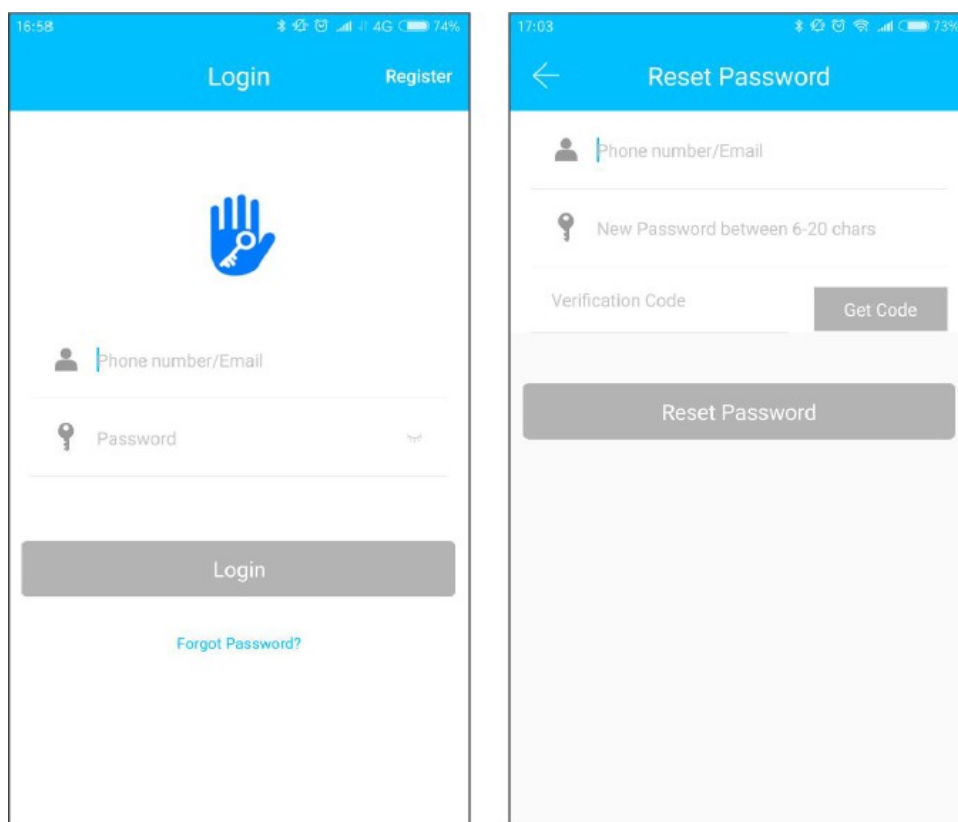 16:58
4G
74%
Login
Register
Phone number/Email
Password
Login
Forgot Password?
17:03
73%
Reset Password
Phone number/Email
New Password between 6-20 chars
Verification Code
Get Code
Reset Password